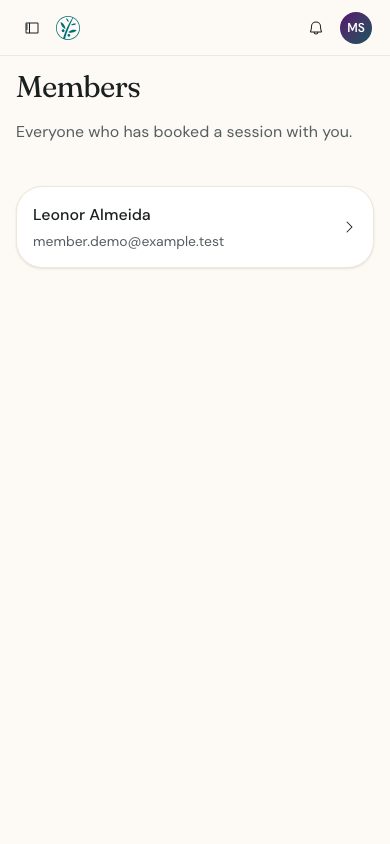 MS
Members
Everyone who has booked a session with you.
Leonor Almeida
member.demo@example.test